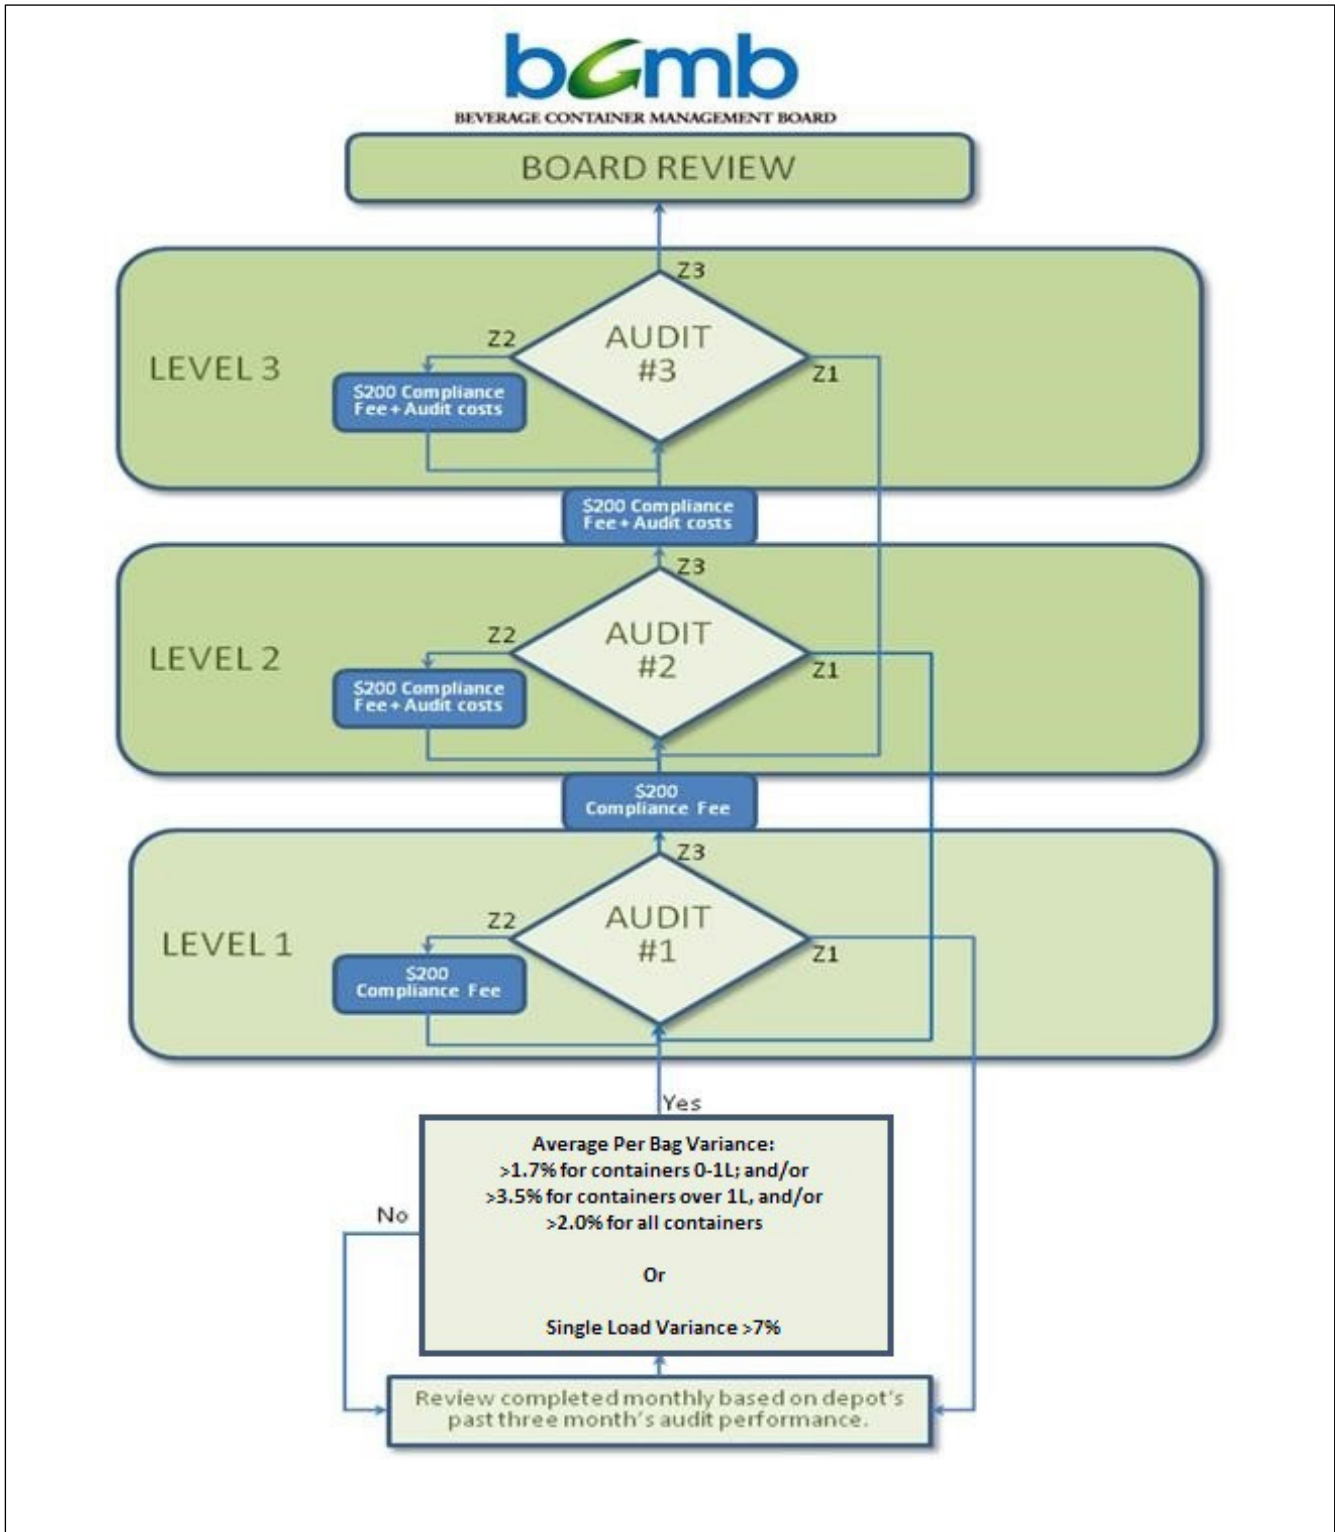 bcmb
BEVERAGE CONTAINER MANAGEMENT BOARD
BOARD REVIEW
Z3
AUDIT
#3
Z2
Z1
LEVEL 3
$200 Compliance
Fee + Audit costs
$200 Compliance
Fee + Audit costs
Z3
AUDIT
#2
Z2
Z1
LEVEL 2
$200 Compliance
Fee + Audit costs
$200
Compliance Fee
Z3
AUDIT
#1
Z2
Z1
LEVEL 1
$200
Compliance Fee
Yes
Average Per Bag Variance:
>1.7% for containers 0-1L; and/or
>3.5% for containers over 1L, and/or
>2.0% for all containers
No
Or
Single Load Variance >7%
Review completed monthly based on depot's
past three month's audit performance.